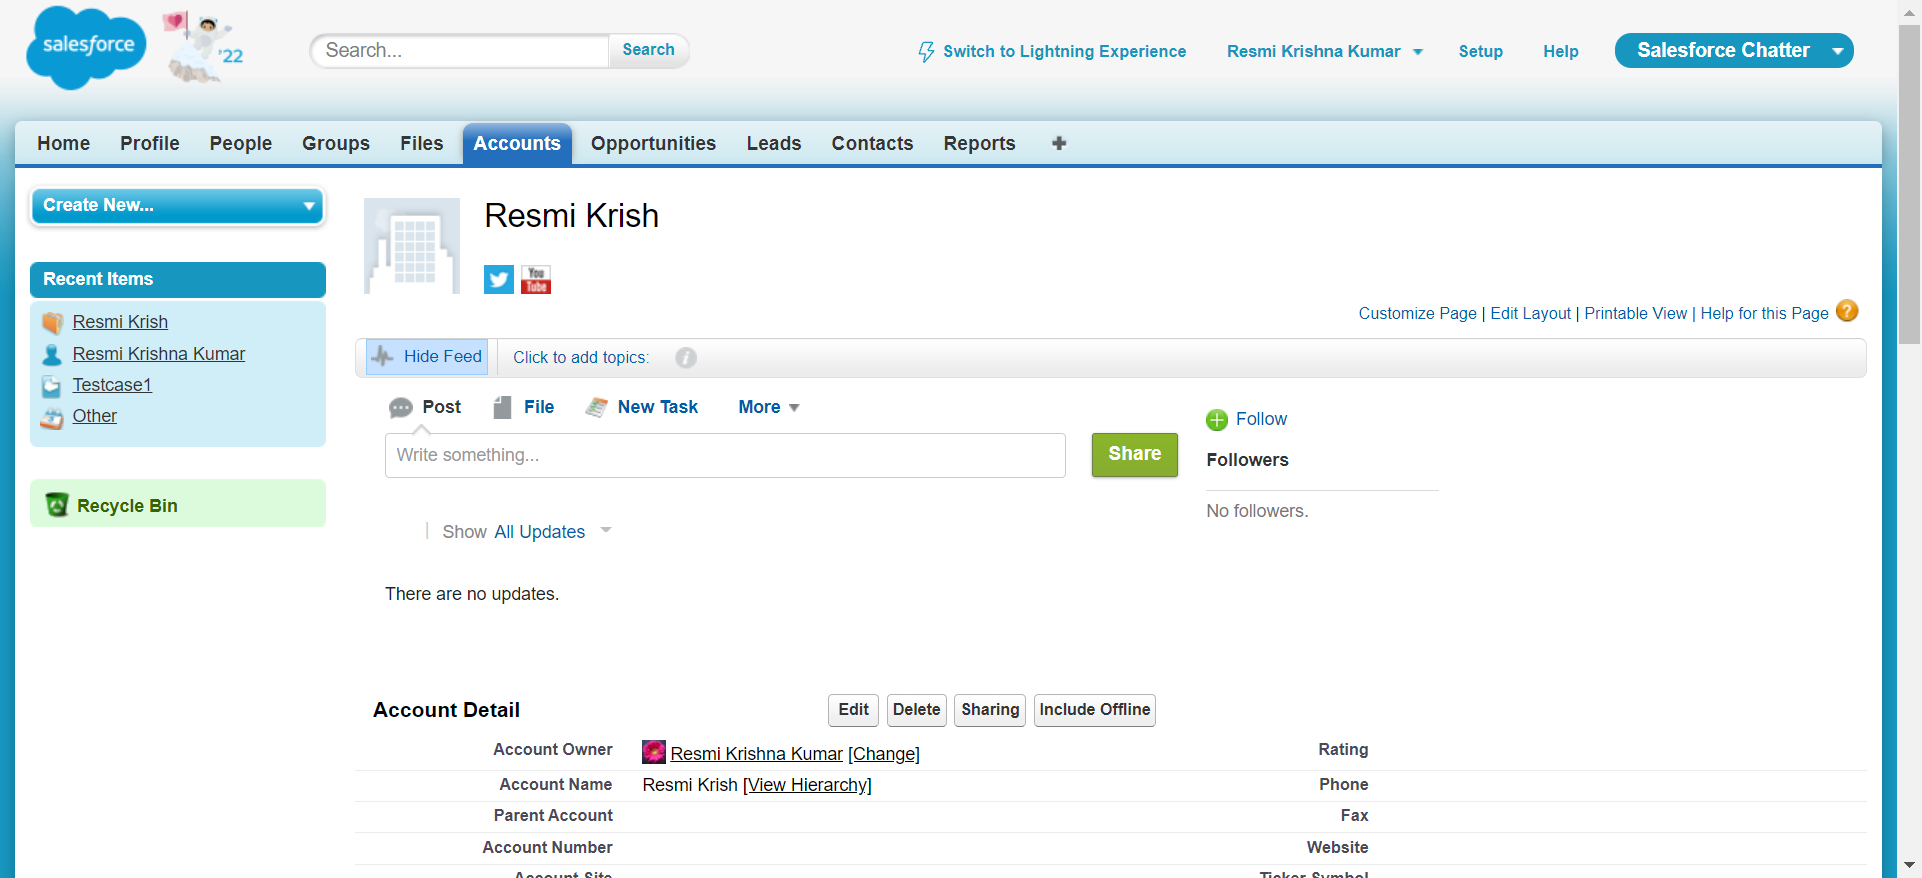 salesforce
'22
Search...
Search
Switch to Lightning Experience
Resmi Krishna Kumar
Setup
Help
Salesforce Chatter
Home Profile People Groups Files Accounts Opportunities Leads Contacts Reports
Create New...
Recent Items
Resmi Krish
Resmi Krishna Kumar
Testcase1
Other
Recycle Bin
Resmi Krish
You
Tube
Customize Page | Edit Layout | Printable View | Help for this Page ?
Hide Feed Click to add topics: i
Post File New Task More
Write something...
Share
Show All Updates
There are no updates.
Follow
Followers
No followers.
Account Detail
Edit Delete Sharing Include Offline
Account Owner Resmi Krishna Kumar [Change] Rating
Account Name Resmi Krish [View Hierarchy] Phone
Parent Account Fax
Account Number Website
Account Site Ticker Symbol